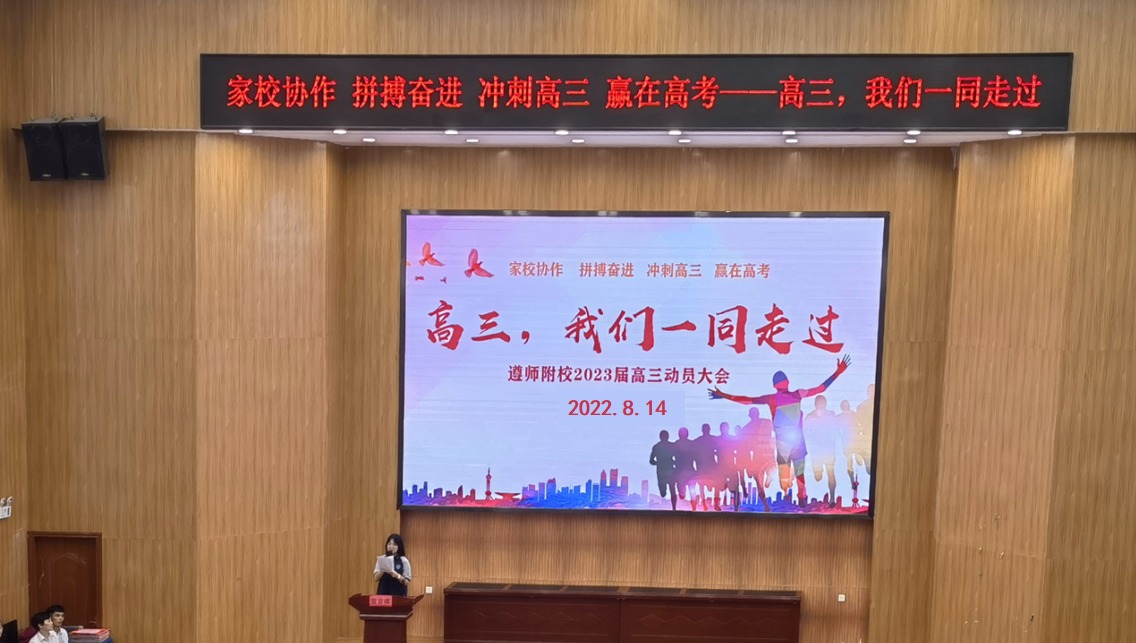 家校协作 拼搏奋进 冲刺高三 赢在高考——高三，我们一同走过
家校协作 拼搏奋进 冲刺高三 赢在高考
高三，我们一同走过
遵师附校2023届高三动员大会
2022.8.14